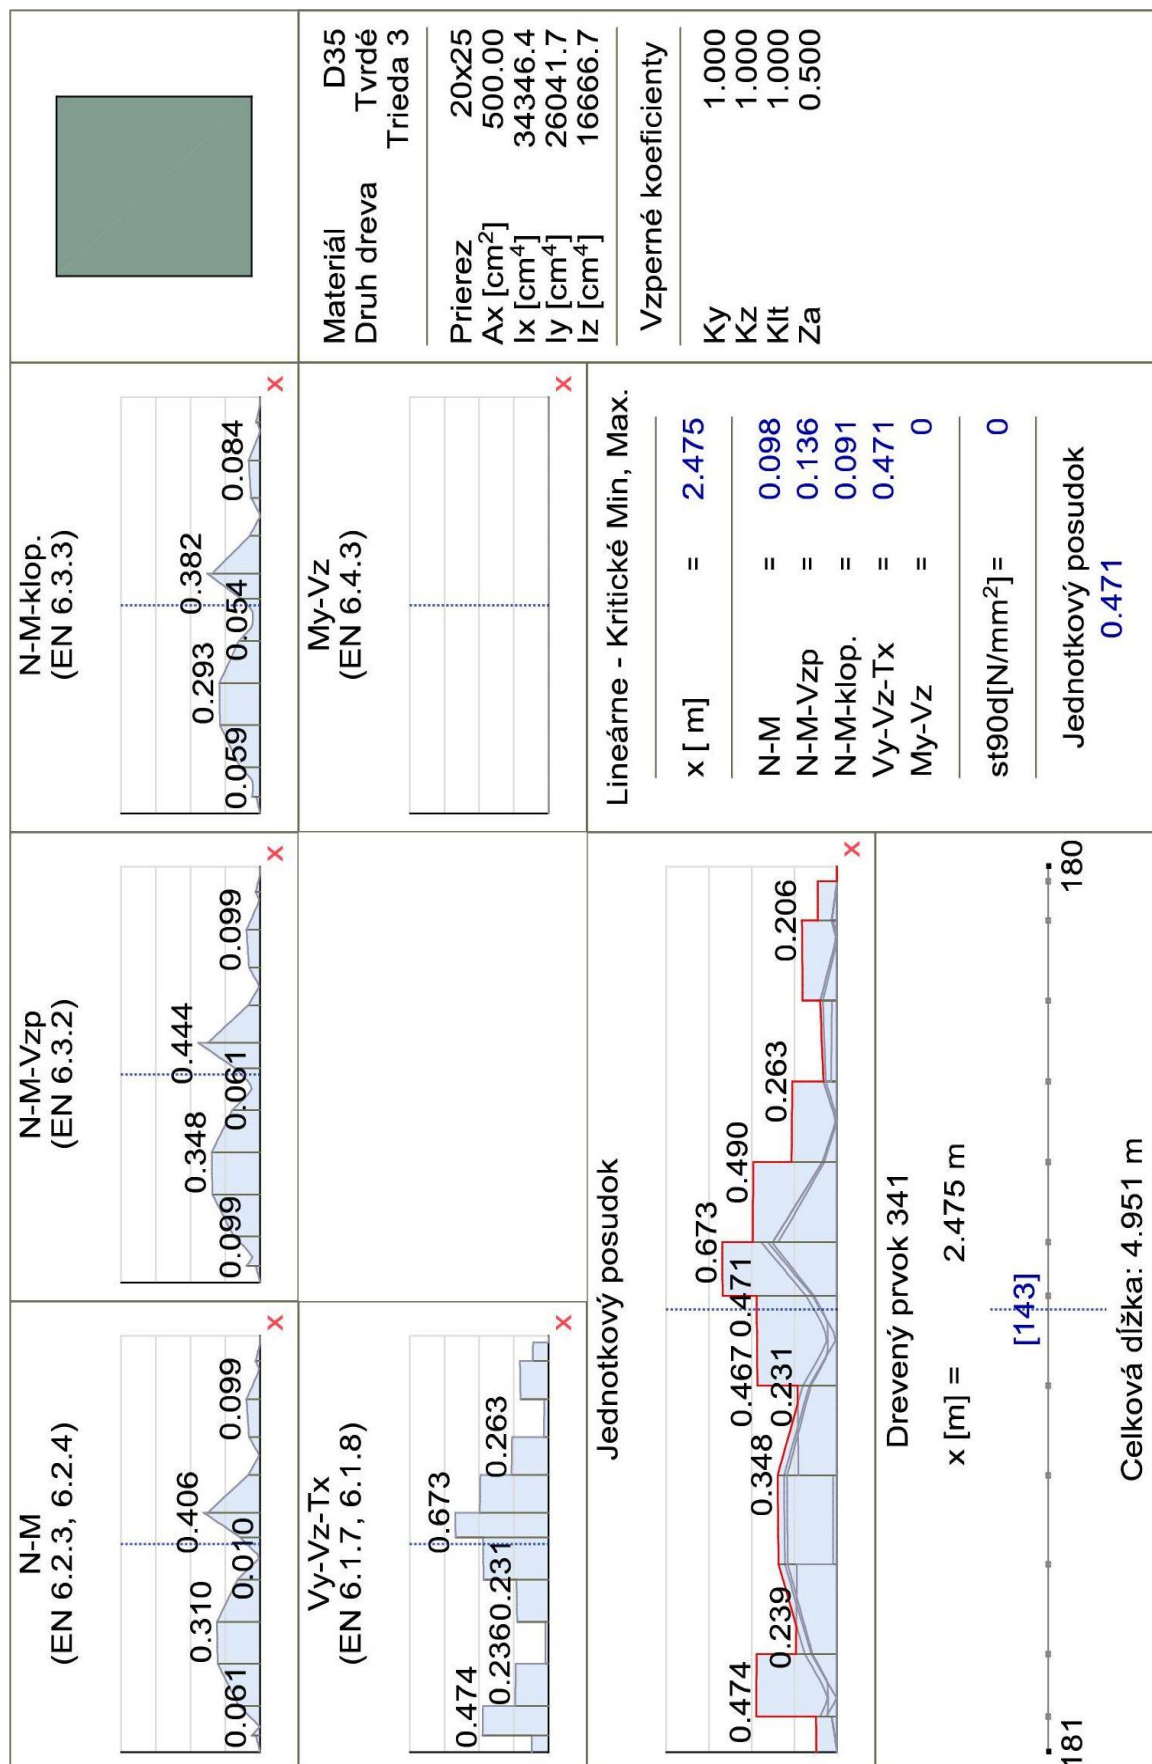 N-M
(EN 6.2.3, 6.2.4)
0.061
0.310
0.010
0.406
0.099
x
N-M-Vzp
(EN 6.3.2)
0.099
0.348
0.061
0.444
0.099
x
N-M-klop.
(EN 6.3.3)
0.059
0.293
0.054
0.382
0.084
x
Vy-Vz-Tx
(EN 6.1.7, 6.1.8)
0.474
0.236
0.231
0.673
0.263
x
My-Vz
(EN 6.4.3)
x
Materiál D35
Druh dreva Tvrdé
Trieda 3
Prierez 20x25
Ax [cm²] 500.00
Ix [cm⁴] 34346.4
Iy [cm⁴] 26041.7
Iz [cm⁴] 16666.7
Vzperné koeficienty
Ky 1.000
Kz 1.000
Klt 1.000
Za 0.500
Jednotkový posudok
0.474
0.239
0.348
0.231
0.467
0.471
0.673
0.490
0.263
0.206
x
Lineárne - Kritické Min, Max.
x [ m] = 2.475
N-M = 0.098
N-M-Vzp = 0.136
N-M-klop. = 0.091
Vy-Vz-Tx = 0.471
My-Vz = 0
st90d[N/mm²] = 0
Jednotkový posudok
0.471
Drevený prvok 341
x [m] = 2.475 m
[143]
181
180
Celková dĺžka: 4.951 m